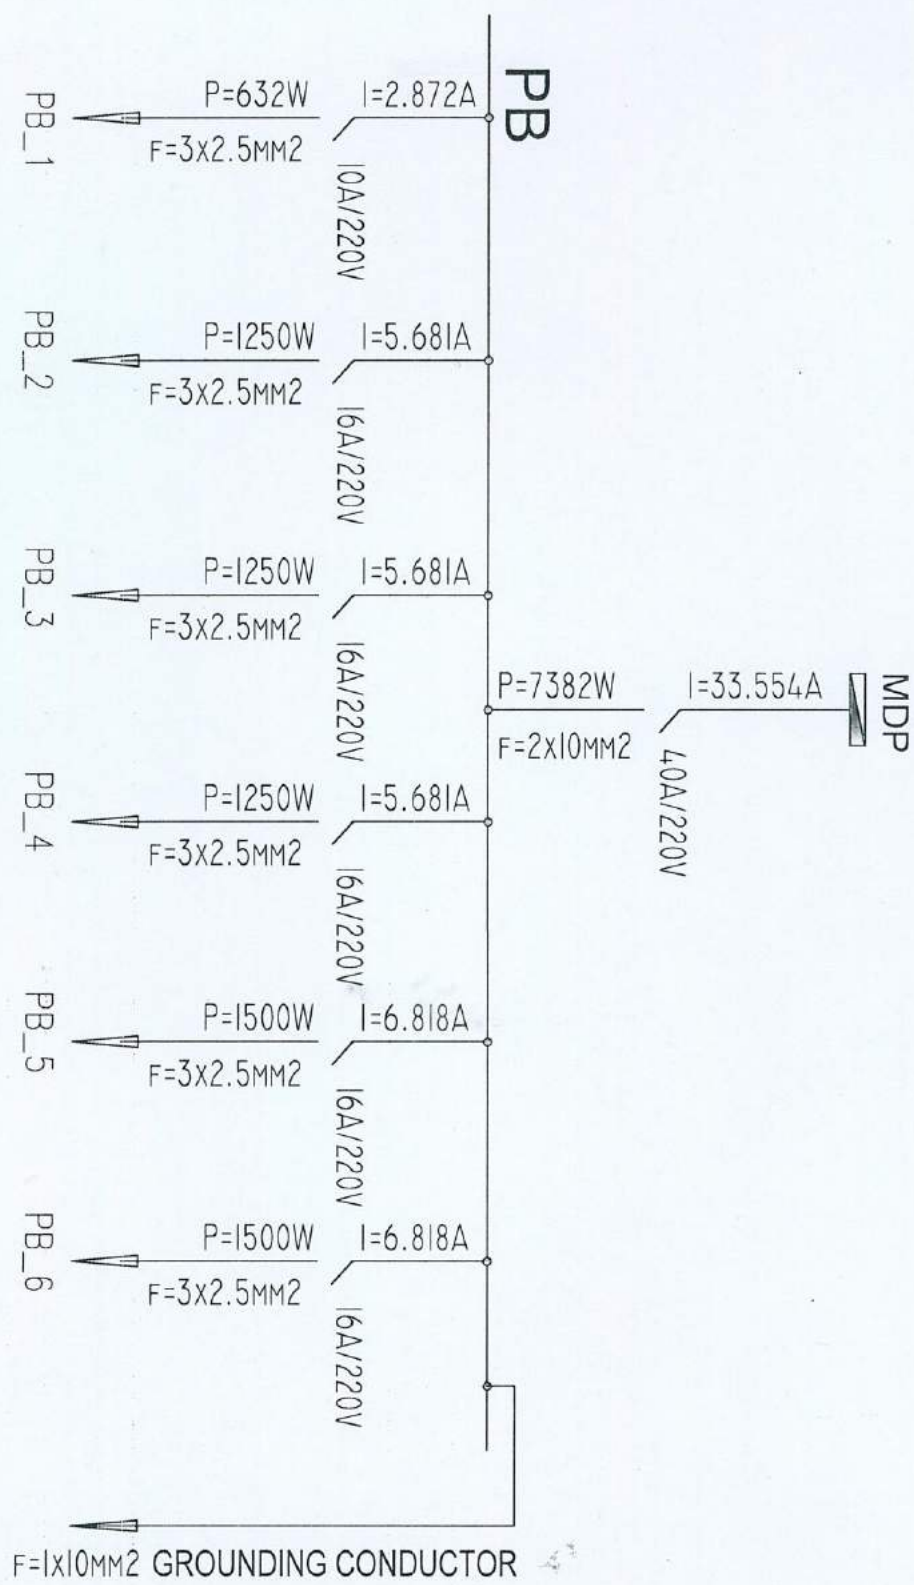 PB
MDP
P=632W
I=2.872A
F=3X2.5MM2
10A/220V
PB_1
P=1250W
I=5.681A
F=3X2.5MM2
16A/220V
PB_2
P=1250W
I=5.681A
F=3X2.5MM2
16A/220V
PB_3
P=7382W
I=33.554A
F=2X10MM2
40A/220V
P=1250W
I=5.681A
F=3X2.5MM2
16A/220V
PB_4
P=1500W
I=6.818A
F=3X2.5MM2
16A/220V
PB_5
P=1500W
I=6.818A
F=3X2.5MM2
16A/220V
PB_6
F=1X10MM2 GROUNDING CONDUCTOR